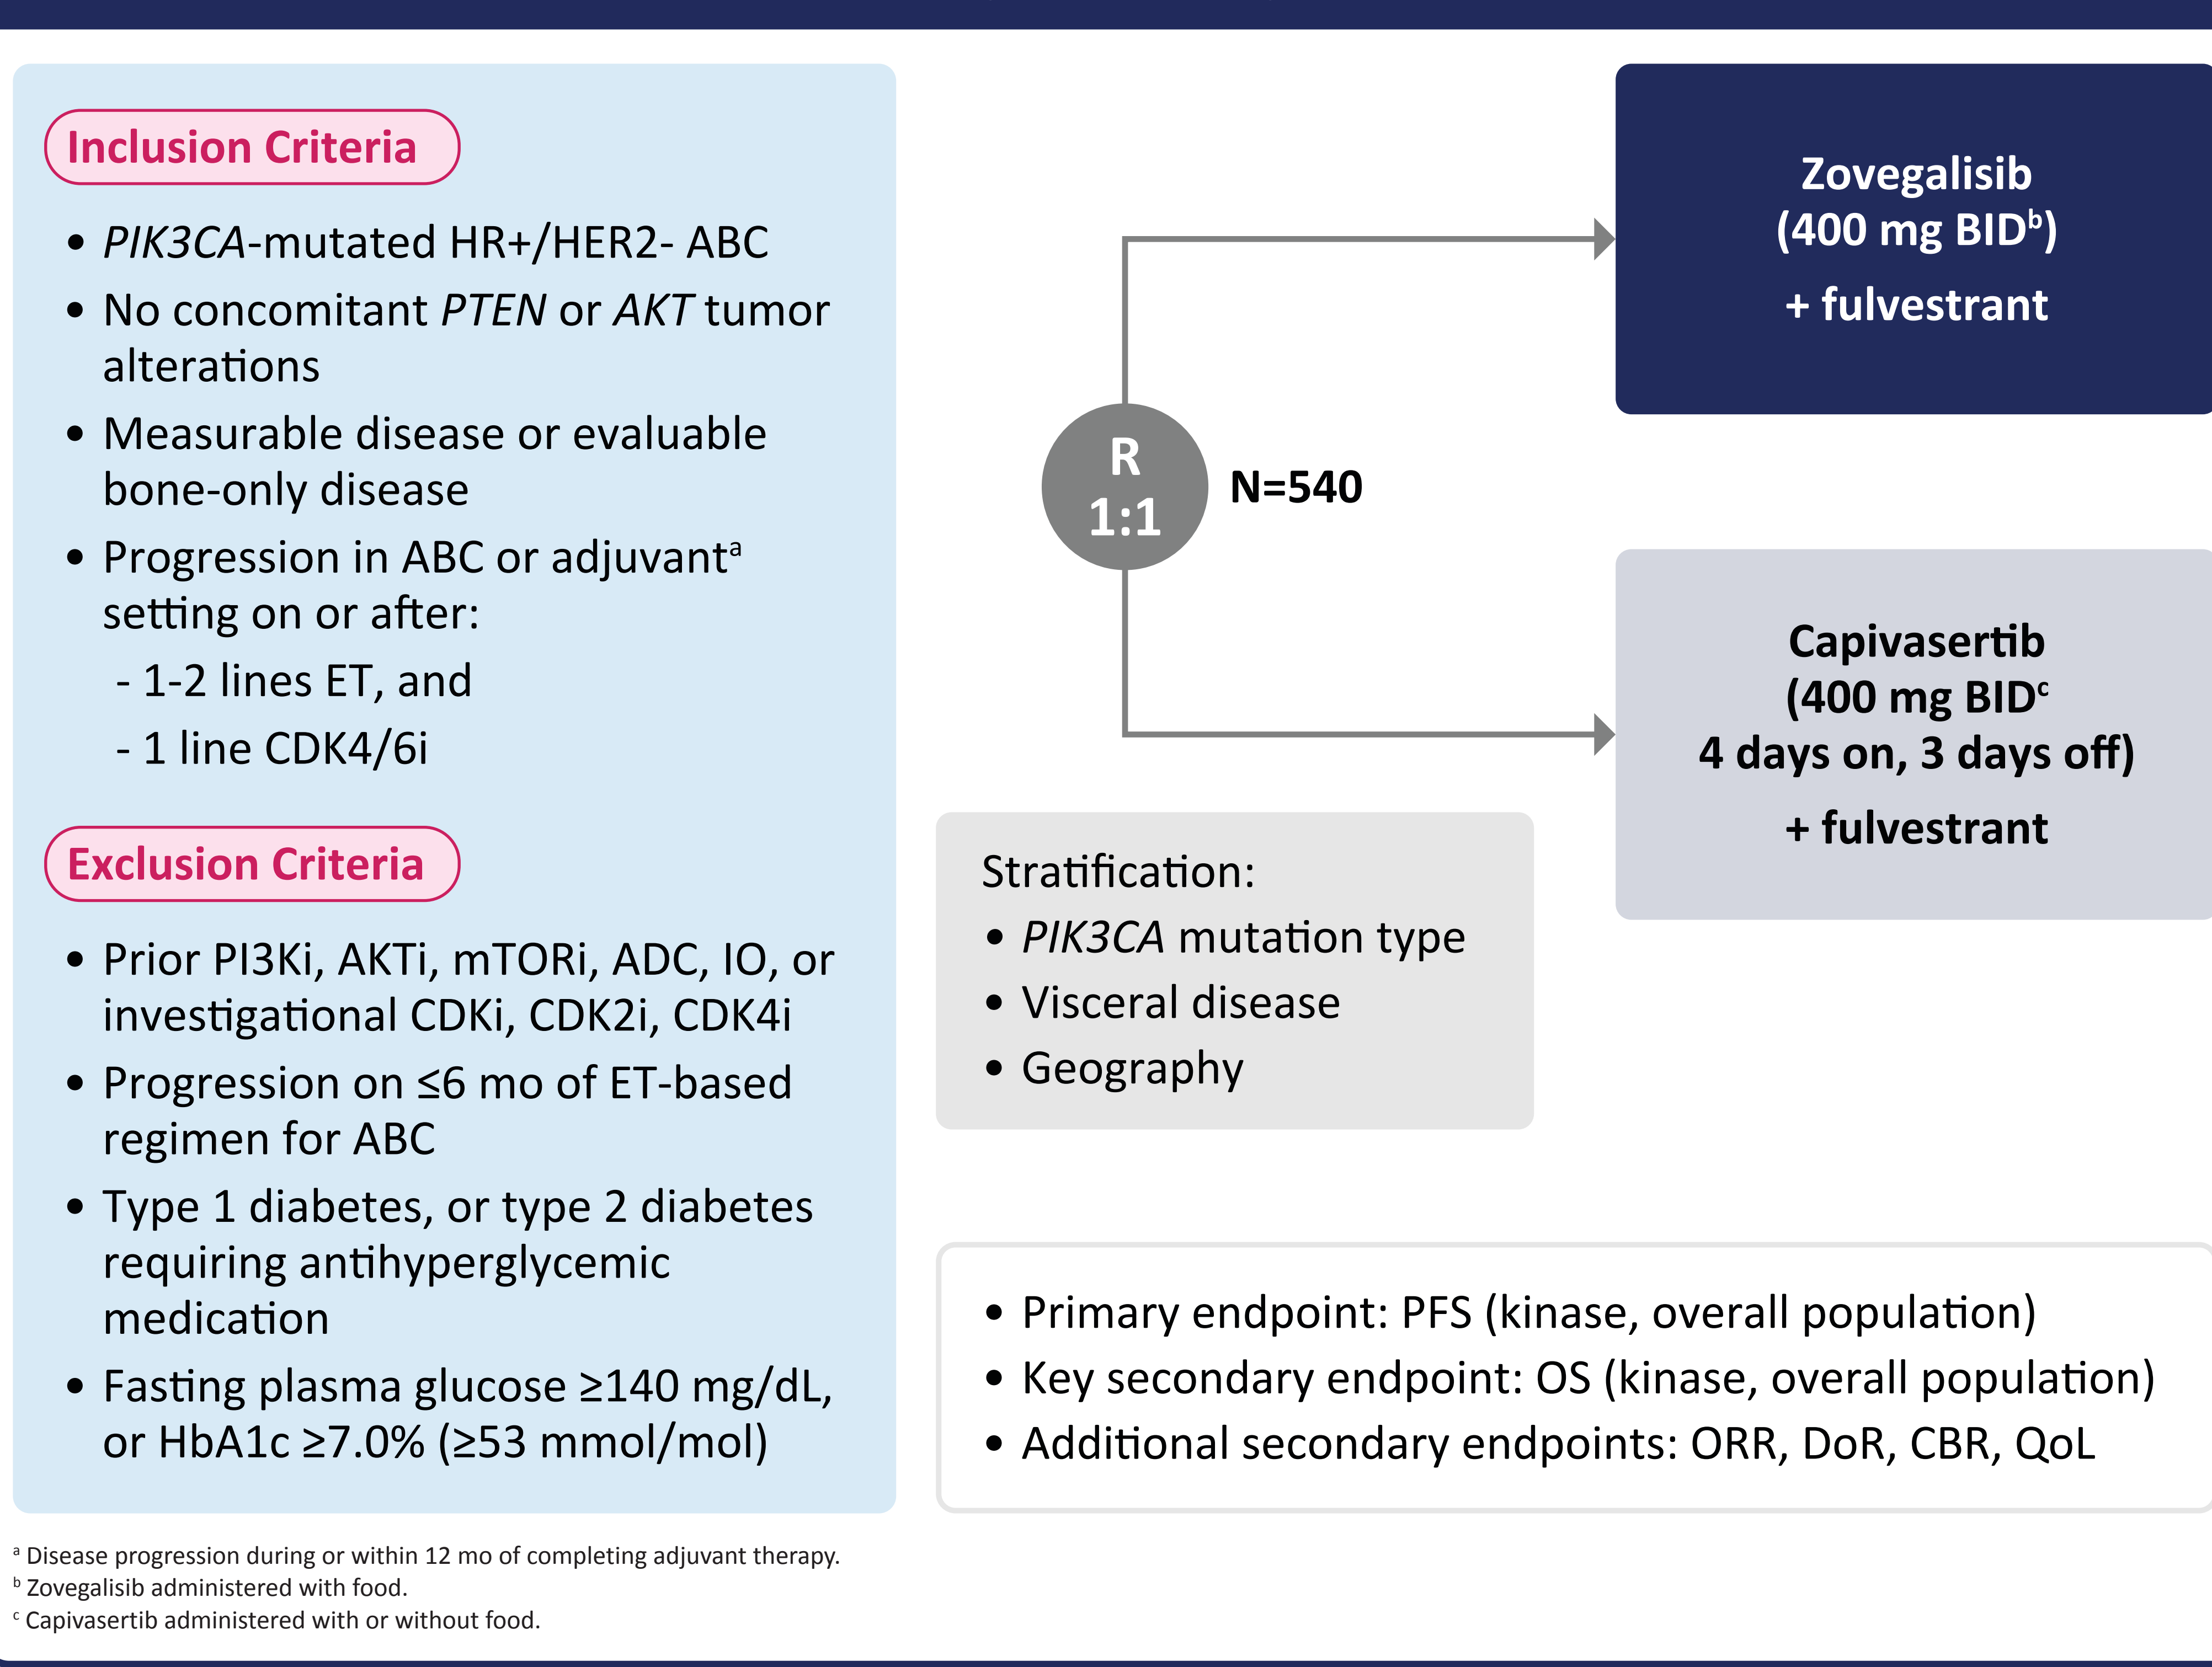 Inclusion Criteria
• PIK3CA-mutated HR+/HER2- ABC
• No concomitant PTEN or AKT tumor
alterations
• Measurable disease or evaluable
bone-only disease
• Progression in ABC or adjuvantᵃ
setting on or after:
- 1-2 lines ET, and
- 1 line CDK4/6i
Exclusion Criteria
• Prior PI3Ki, AKTi, mTORi, ADC, IO, or
investigational CDKi, CDK2i, CDK4i
• Progression on ≤6 mo of ET-based
regimen for ABC
• Type 1 diabetes, or type 2 diabetes
requiring antihyperglycemic
medication
• Fasting plasma glucose ≥140 mg/dL,
or HbA1c ≥7.0% (≥53 mmol/mol)
R
1:1
N=540
Zovegalisib
(400 mg BIDᵇ)
+ fulvestrant
Capivasertib
(400 mg BIDᶜ
4 days on, 3 days off)
+ fulvestrant
Stratification:
• PIK3CA mutation type
• Visceral disease
• Geography
• Primary endpoint: PFS (kinase, overall population)
• Key secondary endpoint: OS (kinase, overall population)
• Additional secondary endpoints: ORR, DoR, CBR, QoL
ᵃ Disease progression during or within 12 mo of completing adjuvant therapy.
ᵇ Zovegalisib administered with food.
ᶜ Capivasertib administered with or without food.